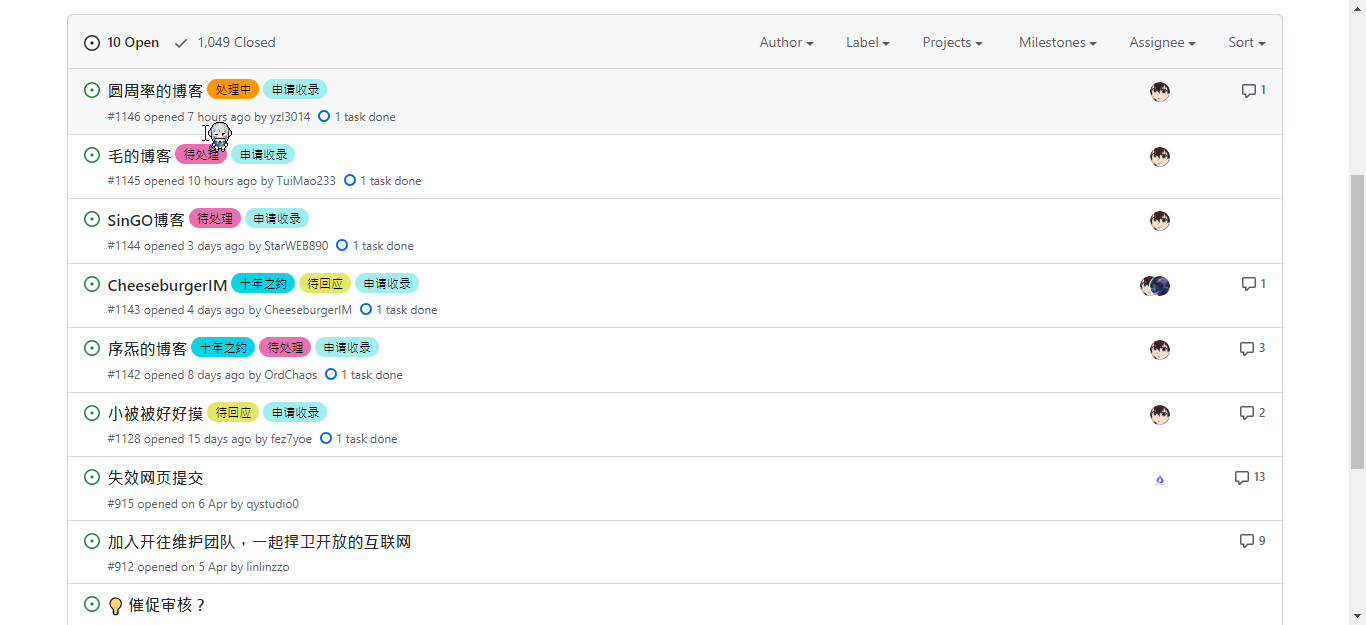 10 Open 1,049 Closed Author Label Projects Milestones Assignee Sort
圆周率的博客 处理中 申请收录 1
#1146 opened 7 hours ago by yzl3014 1 task done
毛的博客 待处理 申请收录
#1145 opened 10 hours ago by TuiMao233 1 task done
SinGO博客 待处理 申请收录
#1144 opened 3 days ago by StarWEB890 1 task done
CheeseburgerIM 十年之约 待回应 申请收录 1
#1143 opened 4 days ago by CheeseburgerIM 1 task done
序炁的博客 十年之约 待处理 申请收录 3
#1142 opened 8 days ago by OrdChaos 1 task done
小被被好好摸 待回应 申请收录 2
#1128 opened 15 days ago by fez7yoe 1 task done
失效网页提交 13
#915 opened on 6 Apr by qystudio0
加入开往维护团队，一起捍卫开放的互联网 9
#912 opened on 5 Apr by linlinzzo
💡 催促审核？